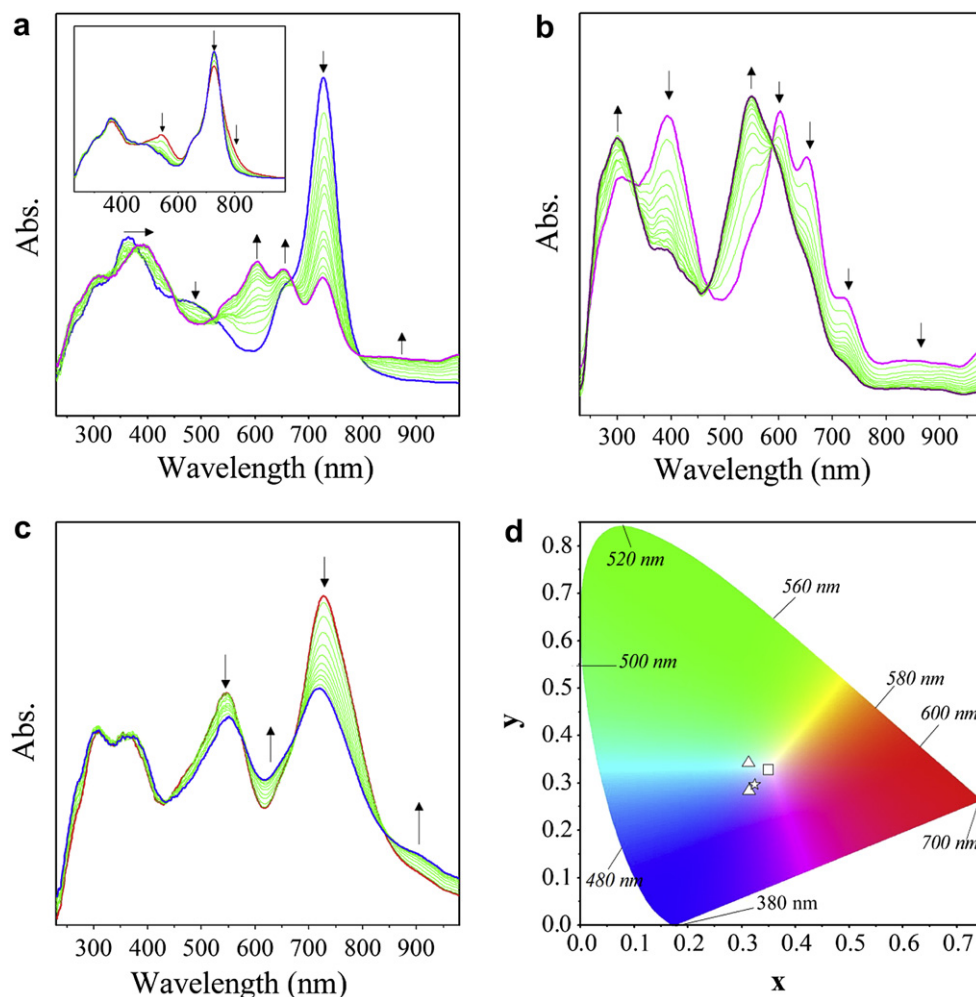 a
400 600 800
Abs.
300 400 500 600 700 800 900
Wavelength (nm)
b
Abs.
300 400 500 600 700 800 900
Wavelength (nm)
c
Abs.
300 400 500 600 700 800 900
Wavelength (nm)
d
0.8
0.7
0.6
0.5
0.4
0.3
0.2
0.1
0.0
y
520 nm
560 nm
500 nm
580 nm
600 nm
700 nm
480 nm
380 nm
0.0 0.1 0.2 0.3 0.4 0.5 0.6 0.7
x